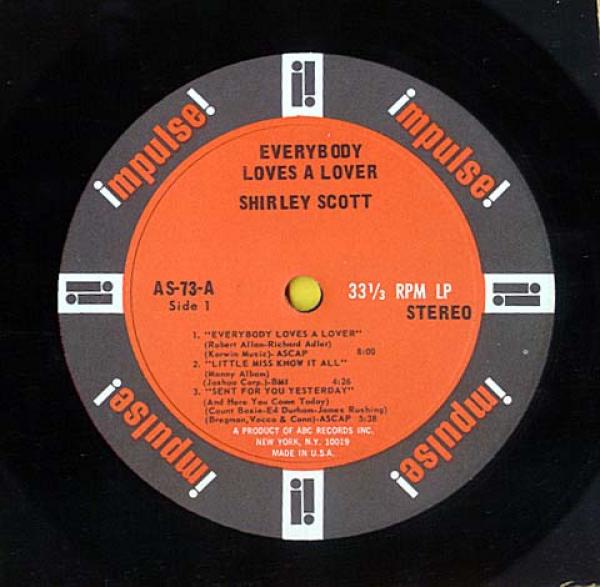 impulse!
impulse!
EVERYBODY
LOVES A LOVER
SHIRLEY SCOTT
AS-73-A
Side 1
33 1/3 RPM LP
STEREO
1. "EVERYBODY LOVES A LOVER"
(Robert Allan-Richard Adler)
(Korwin Music)-ASCAP 8:00
2. "LITTLE MISS KNOW IT ALL"
(Manny Albam)
(Joshua Corp.)-BMI 4:26
3. "SENT FOR YOU YESTERDAY"
(And Here You Come Today)
(Count Basie-Ed Durham-James Rushing)
(Bregman, Vocco & Conn)-ASCAP 5:38
A PRODUCT OF ABC RECORDS INC.
NEW YORK, N.Y. 10019
MADE IN U.S.A.
impulse!
impulse!